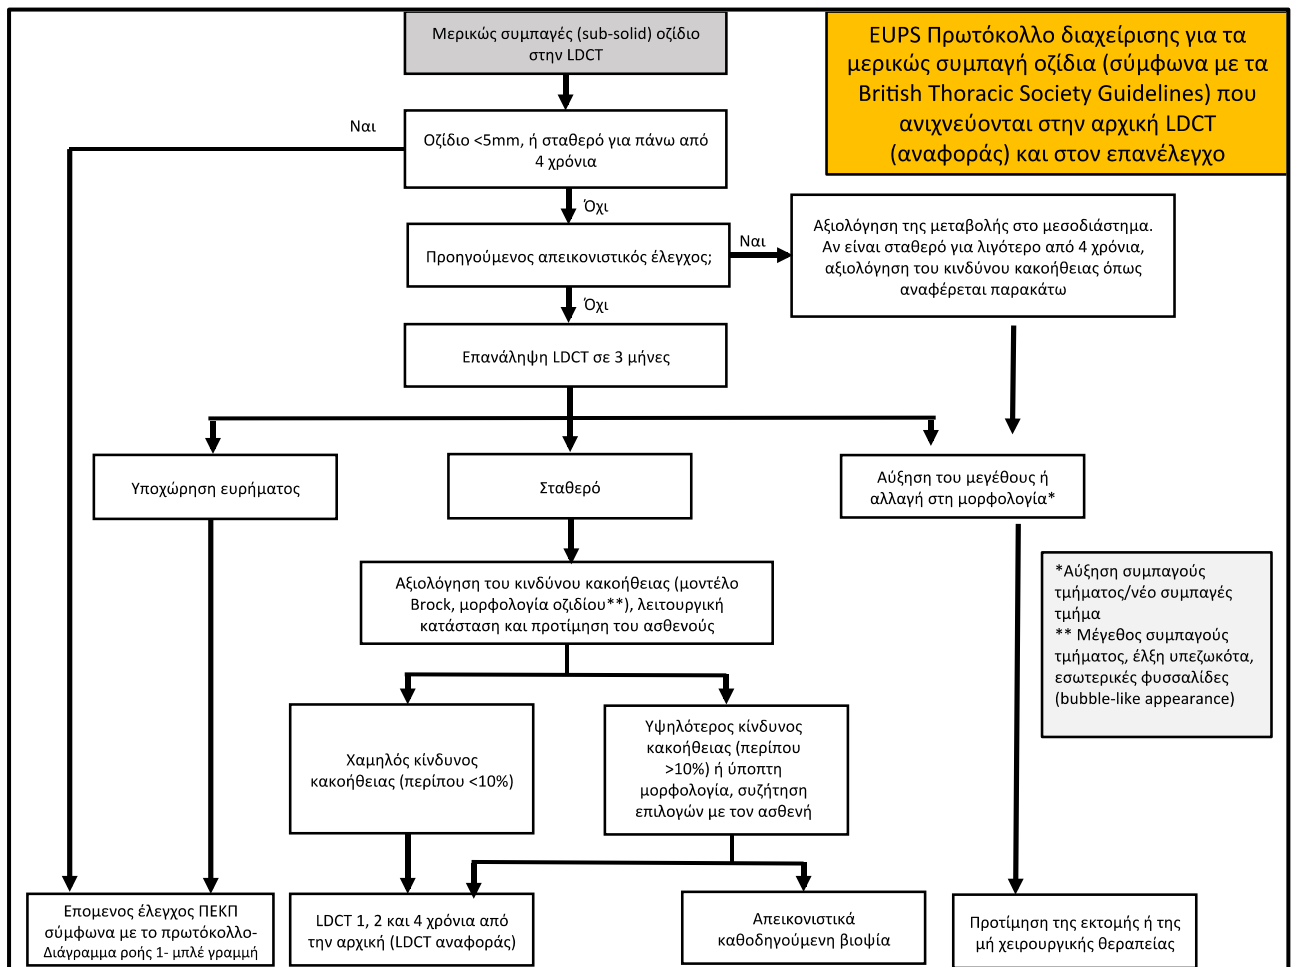 Μερικώς συμπαγές (sub-solid) οζίδιο
στην LDCT
EUPS Πρωτόκολλο διαχείρισης για τα
μερικώς συμπαγή οζίδια (σύμφωνα με τα
British Thoracic Society Guidelines) που
ανιχνεύονται στην αρχική LDCT
(αναφοράς) και στον επανέλεγχο
Ναι
Οζίδιο <5mm, ή σταθερό για πάνω από
4 χρόνια
Όχι
Προηγούμενος απεικονιστικός έλεγχος;
Ναι
Αξιολόγηση της μεταβολής στο μεσοδιάστημα.
Αν είναι σταθερό για λιγότερο από 4 χρόνια,
αξιολόγηση του κινδύνου κακοήθειας όπως
αναφέρεται παρακάτω
Όχι
Επανάληψη LDCT σε 3 μήνες
Υποχώρηση ευρήματος
Σταθερό
Αύξηση του μεγέθους ή
αλλαγή στη μορφολογία*
Αξιολόγηση του κινδύνου κακοήθειας (μοντέλο
Brock, μορφολογία οζιδίου**), λειτουργική
κατάσταση και προτίμηση του ασθενούς
*Αύξηση συμπαγούς
τμήματος/νέο συμπαγές
τμήμα
** Μέγεθος συμπαγούς
τμήματος, έλξη υπεζωκότα,
εσωτερικές φυσσαλίδες
(bubble-like appearance)
Χαμηλός κίνδυνος
κακοήθειας (περίπου <10%)
Υψηλότερος κίνδυνος
κακοήθειας (περίπου
>10%) ή ύποπτη
μορφολογία, συζήτηση
επιλογών με τον ασθενή
Επομενος έλεγχος ΠΕΚΠ
σύμφωνα με το πρωτόκολλο-
Διάγραμμα ροής 1- μπλέ γραμμή
LDCT 1, 2 και 4 χρόνια από
την αρχική (LDCT αναφοράς)
Απεικονιστικά
καθοδηγούμενη βιοψία
Προτίμηση της εκτομής ή της
μή χειρουργικής θεραπείας